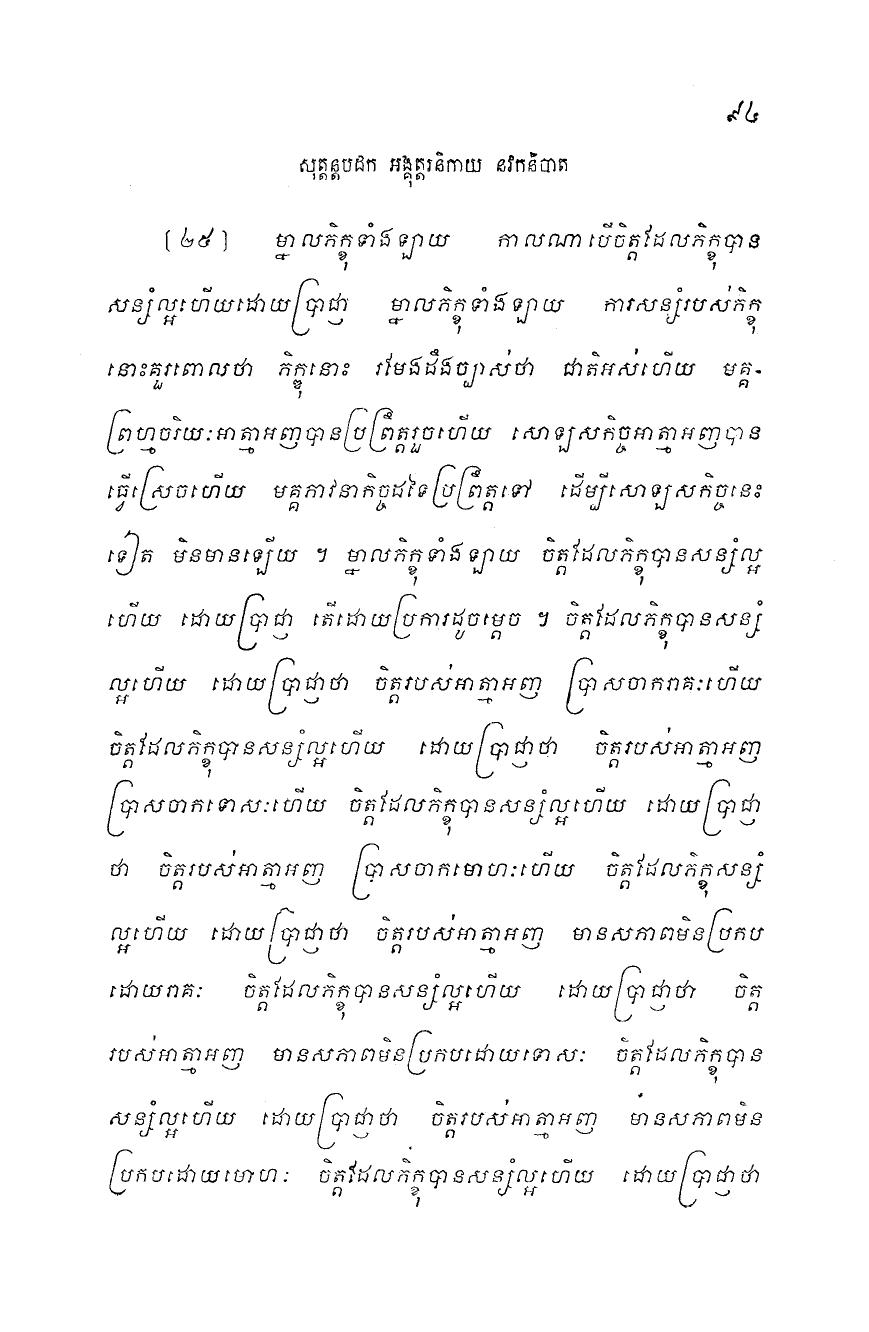 ៩៤
សុត្តន្តបិដក អង្គុត្តរនិកាយ នវកនិបាត
[២៥] ម្នាលភិក្ខុទាំងឡាយ កាលណាបើចិត្តដែលភិក្ខុបាន
សន្សំល្អហើយដោយប្រាជ្ញា ម្នាលភិក្ខុទាំងឡាយ ការសន្សំរបស់ភិក្ខុ
នោះគួរពោលថា ភិក្ខុនោះ រមែងដឹងច្បាស់ថា ជាតិអស់ហើយ មគ្គ-
ព្រហ្មចរិយៈអាត្មាអញបានប្រព្រឹត្តរួចហើយ សោឡសកិច្ចអាត្មាអញបាន
ធ្វើស្រេចហើយ មគ្គភាវនាកិច្ចដទៃប្រព្រឹត្តទៅ ដើម្បីសោឡសកិច្ចនេះ
ទៀត មិនមានឡើយ ។ ម្នាលភិក្ខុទាំងឡាយ ចិត្តដែលភិក្ខុបានសន្សំល្អ
ហើយ ដោយប្រាជ្ញា តើដោយប្រការដូចម្តេច ។ ចិត្តដែលភិក្ខុបានសន្សំ
ល្អហើយ ដោយប្រាជ្ញាថា ចិត្តរបស់អាត្មាអញ ប្រាសចាករាគៈហើយ
ចិត្តដែលភិក្ខុបានសន្សំល្អហើយ ដោយប្រាជ្ញាថា ចិត្តរបស់អាត្មាអញ
ប្រាសចាកទោសៈហើយ ចិត្តដែលភិក្ខុបានសន្សំល្អហើយ ដោយប្រាជ្ញា
ថា ចិត្តរបស់អាត្មាអញ ប្រាសចាកមោហៈហើយ ចិត្តដែលភិក្ខុសន្សំ
ល្អហើយ ដោយប្រាជ្ញាថា ចិត្តរបស់អាត្មាអញ មានសភាពមិនប្រកប
ដោយរាគៈ ចិត្តដែលភិក្ខុបានសន្សំល្អហើយ ដោយប្រាជ្ញាថា ចិត្ត
របស់អាត្មាអញ មានសភាពមិនប្រកបដោយទោសៈ ចិត្តដែលភិក្ខុបាន
សន្សំល្អហើយ ដោយប្រាជ្ញាថា ចិត្តរបស់អាត្មាអញ មានសភាពមិន
ប្រកបដោយមោហៈ ចិត្តដែលភិក្ខុបានសន្សំល្អហើយ ដោយប្រាជ្ញាថា